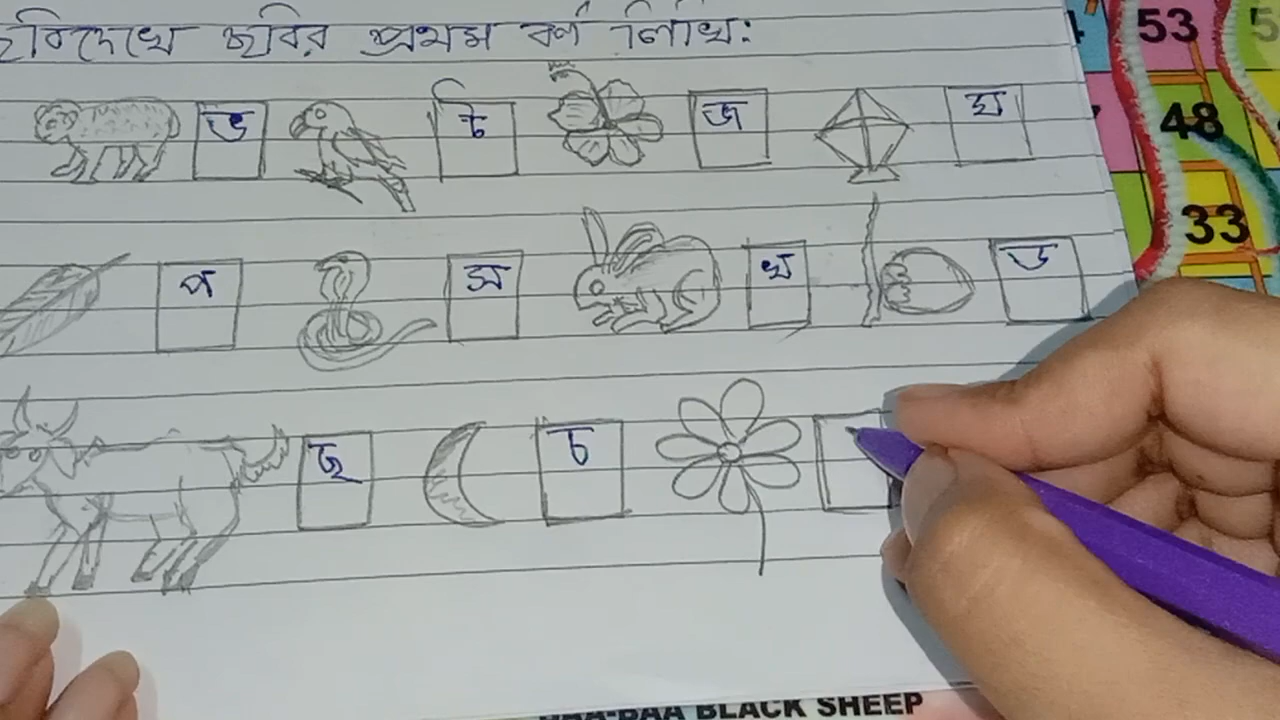 ছবিদেখে ছবির প্রথম বর্ণ লিখি:
ভ টি জ ঘ
প স খ ড
ছ চ
53
48
33
BAA-BAA BLACK SHEEP